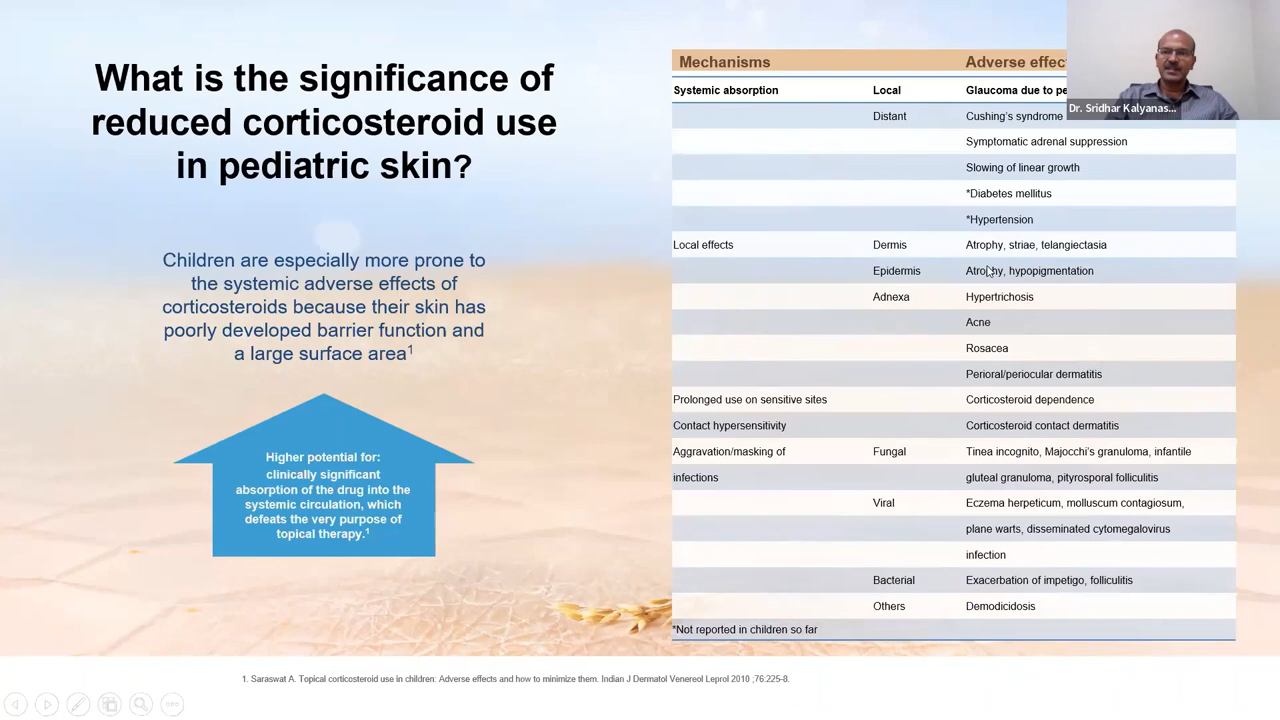 What is the significance of
reduced corticosteroid use
in pediatric skin?
Children are especially more prone to
the systemic adverse effects of
corticosteroids because their skin has
poorly developed barrier function and
a large surface area1
Higher potential for:
clinically significant
absorption of the drug into the
systemic circulation, which
defeats the very purpose of
topical therapy.1
Mechanisms Adverse effec
Systemic absorption Local Glaucoma due to pe
Distant Cushing's syndrome
Symptomatic adrenal suppression
Slowing of linear growth
*Diabetes mellitus
*Hypertension
Local effects Dermis Atrophy, striae, telangiectasia
Epidermis Atrophy, hypopigmentation
Adnexa Hypertrichosis
Acne
Rosacea
Perioral/periocular dermatitis
Prolonged use on sensitive sites Corticosteroid dependence
Contact hypersensitivity Corticosteroid contact dermatitis
Aggravation/masking of Fungal Tinea incognito, Majocchi's granuloma, infantile
infections gluteal granuloma, pityrosporal folliculitis
Viral Eczema herpeticum, molluscum contagiosum,
plane warts, disseminated cytomegalovirus
infection
Bacterial Exacerbation of impetigo, folliculitis
Others Demodicidosis
*Not reported in children so far
Dr. Sridhar Kalyanas...
1. Saraswat A. Topical corticosteroid use in children: Adverse effects and how to minimize them. Indian J Dermatol Venereol Leprol 2010 ;76:225-8.